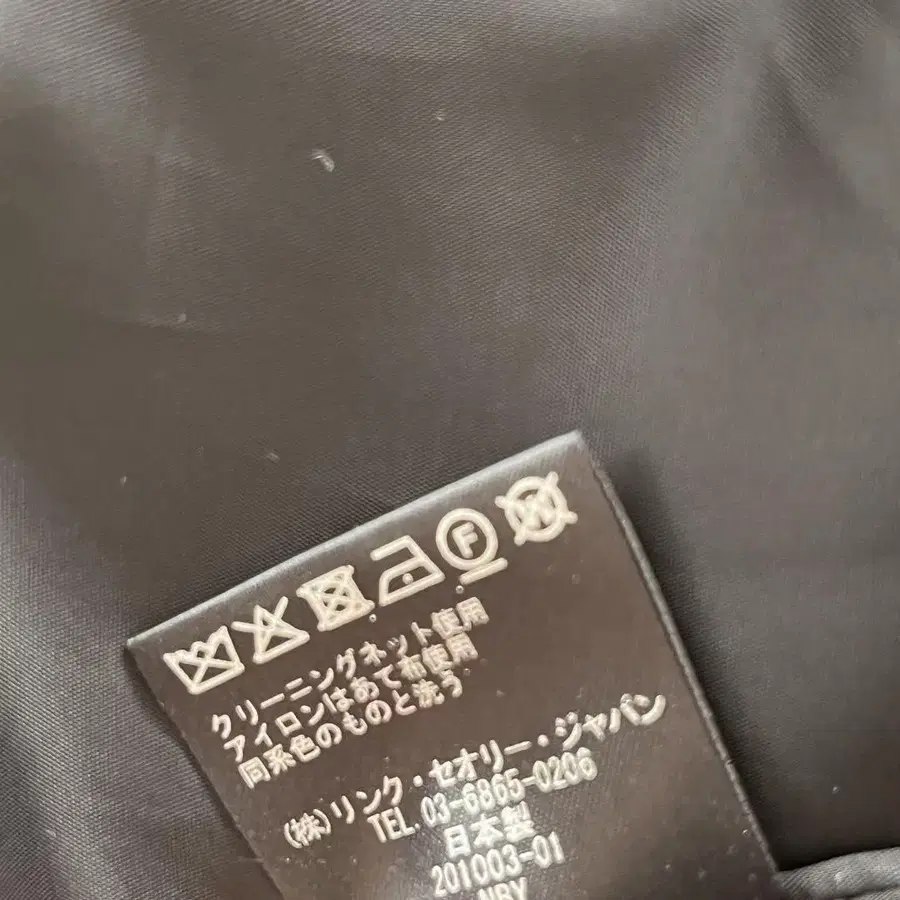 クリーニングネット使用
アイロンはあて布使用
同系色のものと洗う
(株)リンク・セオリー・ジャパン
TEL.03-6865-0206
日本製
201003-01